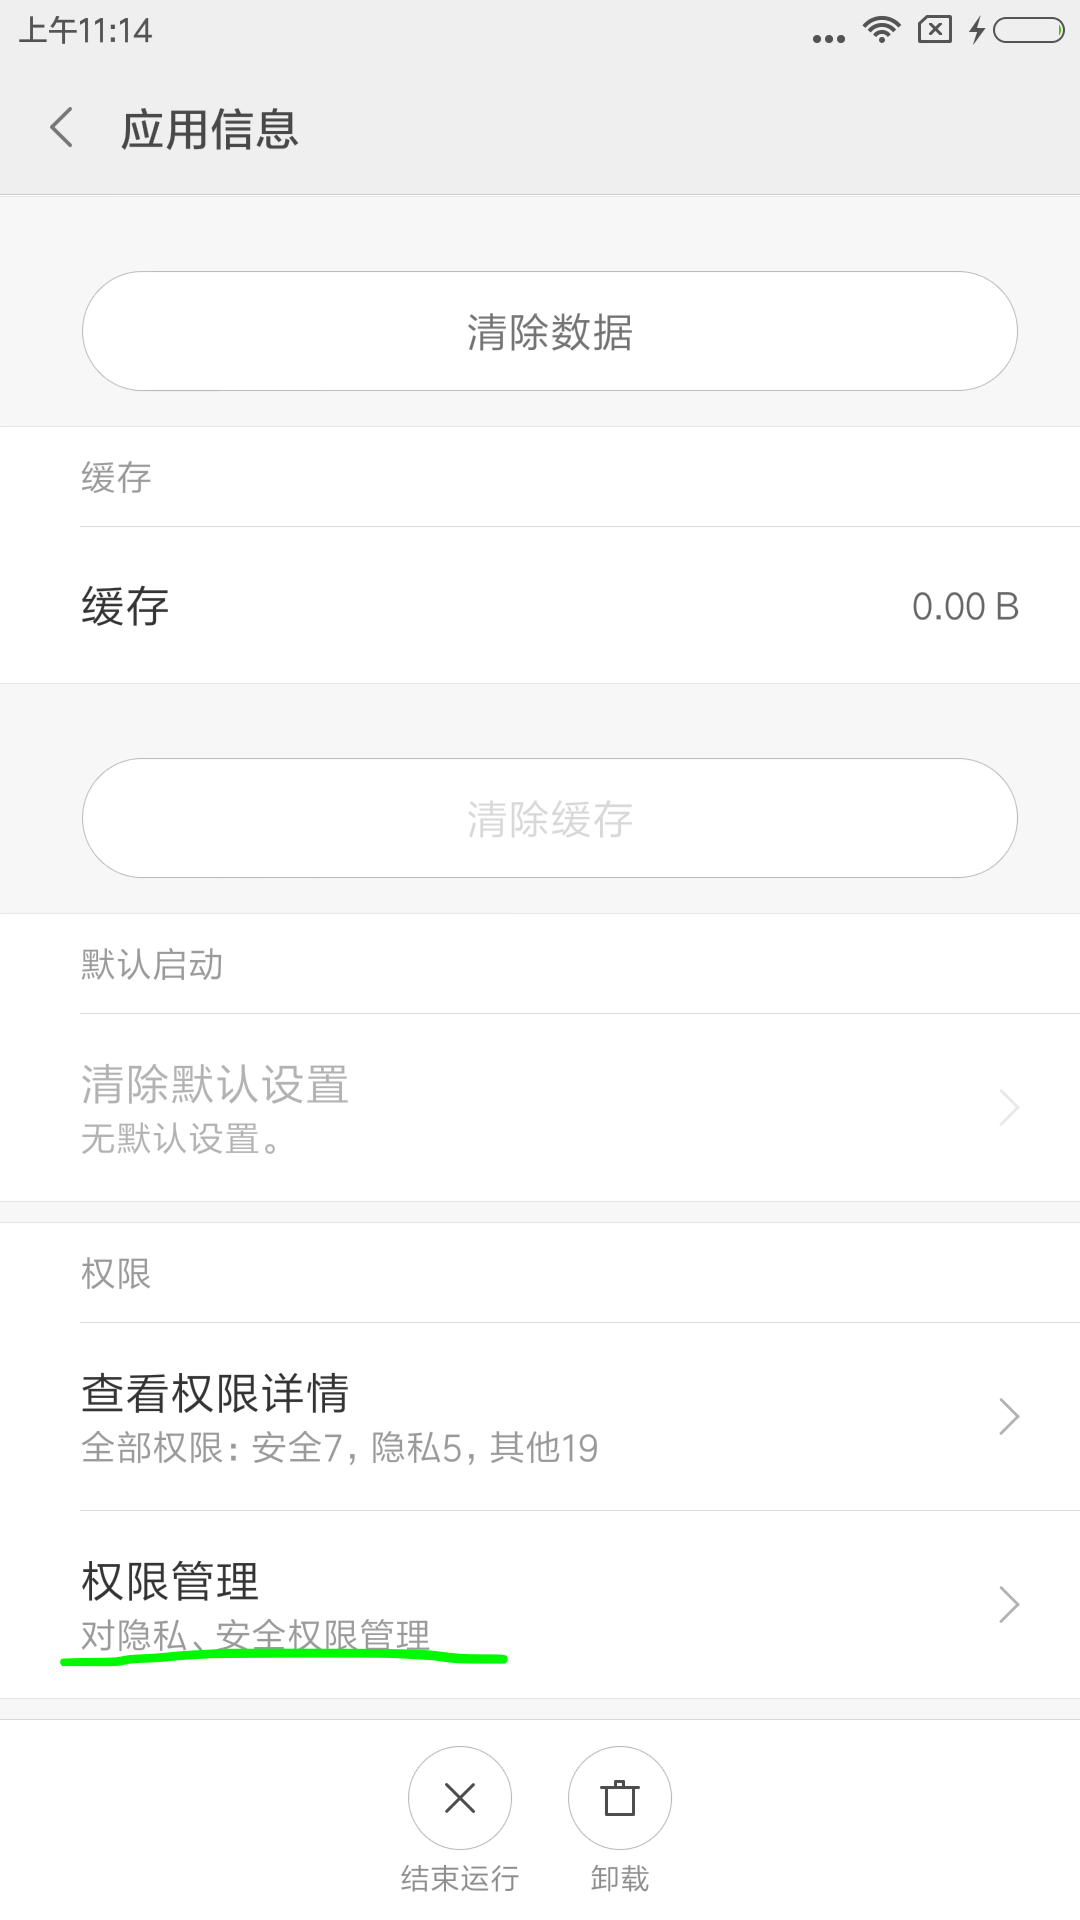 上午11:14
应用信息
清除数据
缓存
缓存 0.00 B
清除缓存
默认启动
清除默认设置
无默认设置。
权限
查看权限详情
全部权限：安全7, 隐私5, 其他19
权限管理
对隐私、安全权限管理
结束运行 卸载